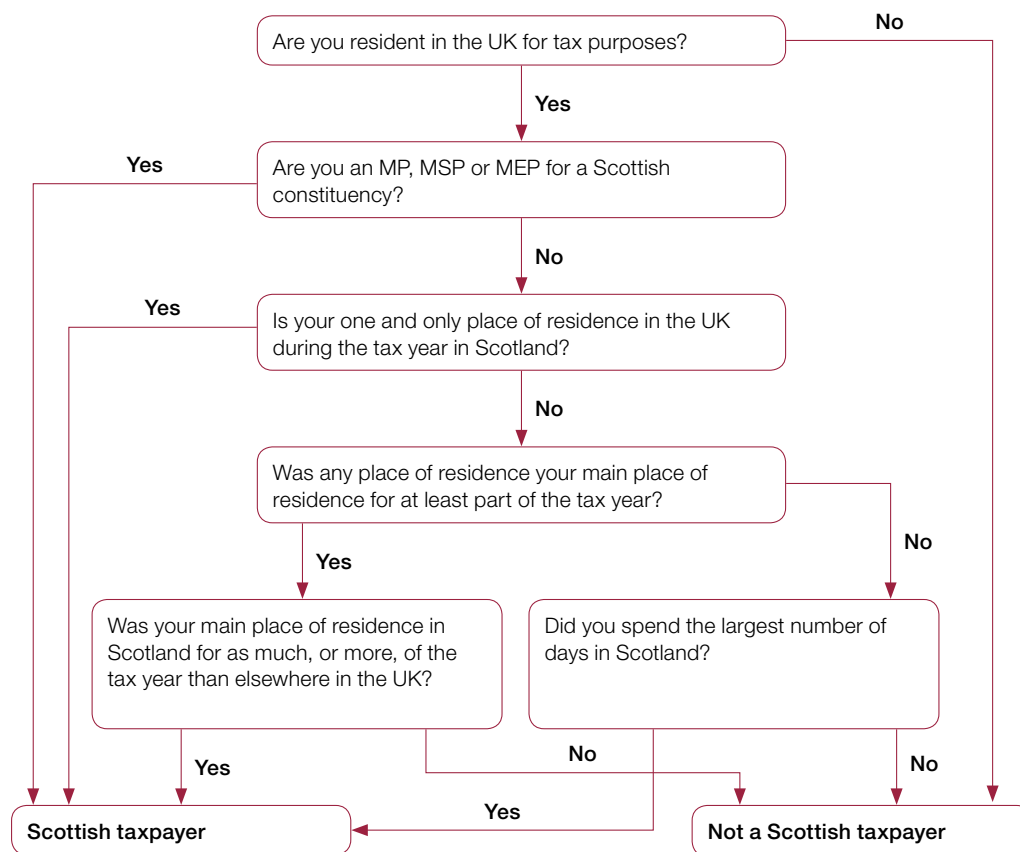 Are you resident in the UK for tax purposes?
No
Yes
Yes
Are you an MP, MSP or MEP for a Scottish
constituency?
No
Yes
Is your one and only place of residence in the UK
during the tax year in Scotland?
No
Was any place of residence your main place of
residence for at least part of the tax year?
Yes
No
Was your main place of residence in
Scotland for as much, or more, of the
tax year than elsewhere in the UK?
Did you spend the largest number of
days in Scotland?
Yes
No
No
Yes
Scottish taxpayer
Not a Scottish taxpayer